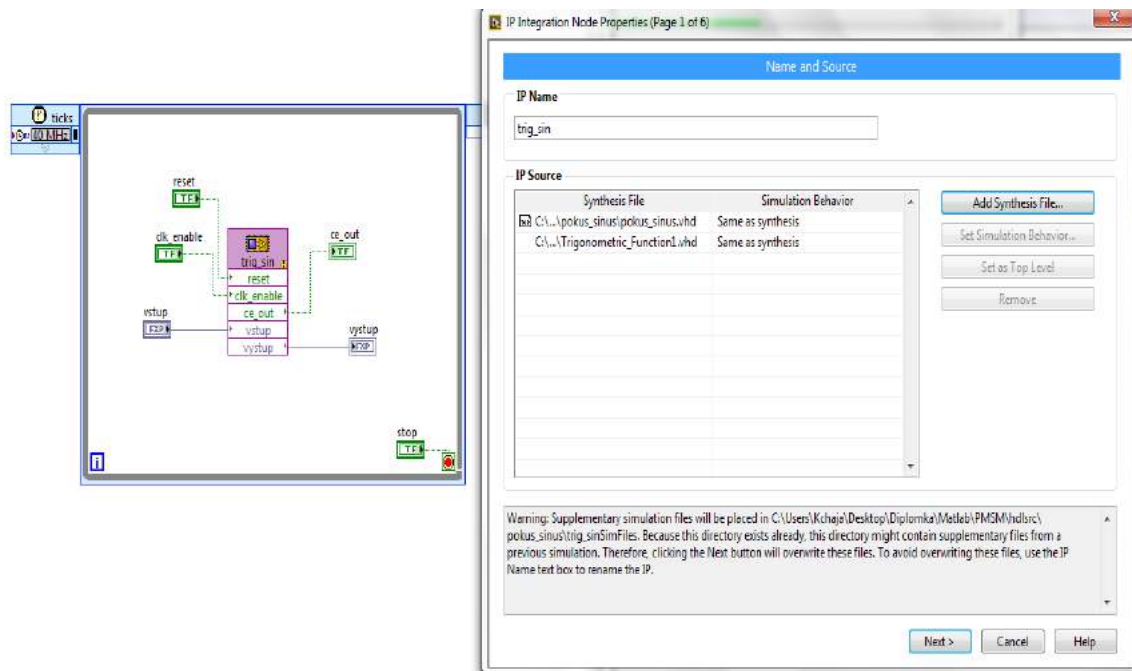 ticks
40 MHz
reset
TF
clk_enable
TF
ce_out
TF
trig_sin
reset
clk_enable
ce_out
vstup
vystup
vstup
FXP
vystup
FXP
stop
TF
i
IP Integration Node Properties (Page 1 of 6)
Name and Source
IP Name
trig_sin
IP Source
Synthesis File Simulation Behavior
C:\...\pokus_sinus\pokus_sinus.vhd Same as synthesis
C:\...\Trigonometric_Function1.vhd Same as synthesis
Add Synthesis File...
Set Simulation Behavior...
Set as Top Level
Remove
Warning: Supplementary simulation files will be placed in C:\Users\Kchaja\Desktop\Diplomka\Matlab\PMSM\hdlsrc\
pokus_sinus\trig_sinSimFiles. Because this directory exists already, this directory might contain supplementary files from a
previous simulation. Therefore, clicking the Next button will overwrite these files. To avoid overwriting these files, use the IP
Name text box to rename the IP.
Next > Cancel Help